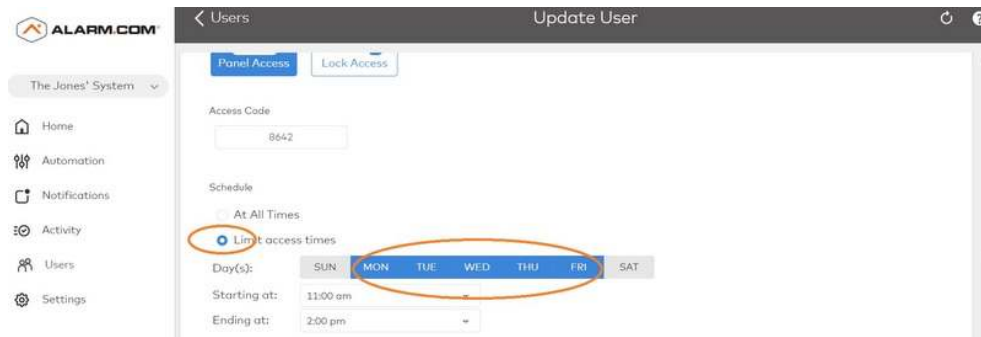 ALARM.COM
Users
Update User
The Jones' System
Home
Automation
Notifications
Activity
Users
Settings
Panel Access
Lock Access
Access Code
8642
Schedule
At All Times
Limit access times
Day(s): SUN MON TUE WED THU FRI SAT
Starting at: 11:00 am
Ending at: 2:00 pm